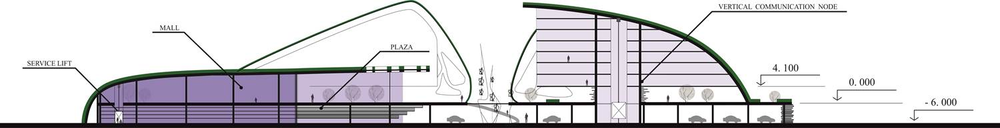 VERTICAL COMMUNICATION NODE
MALL
PLAZA
SERVICE LIFT
4. 100
0. 000
- 6. 000